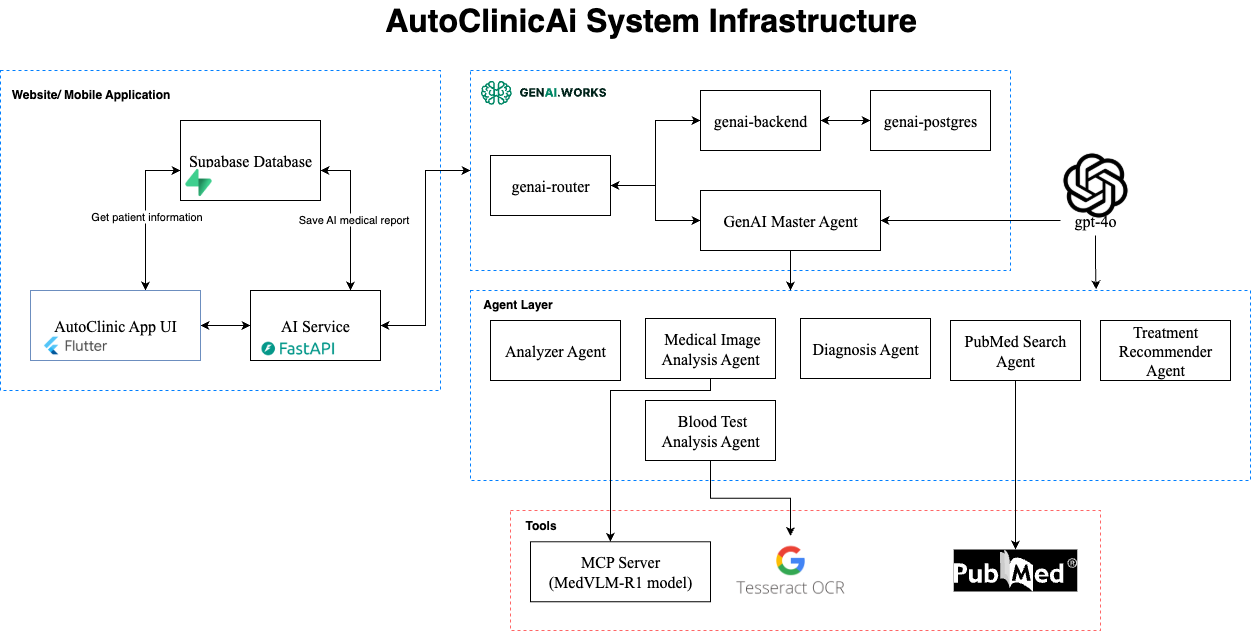 AutoClinicAi System Infrastructure
Website/ Mobile Application
Supabase Database
Get patient information
Save AI medical report
AutoClinic App UI
Flutter
AI Service
FastAPI
GENAI.WORKS
genai-backend
genai-postgres
genai-router
GenAI Master Agent
gpt-4o
Agent Layer
Analyzer Agent
Medical Image
Analysis Agent
Diagnosis Agent
PubMed Search
Agent
Treatment
Recommender
Agent
Blood Test
Analysis Agent
Tools
MCP Server
(MedVLM-R1 model)
Tesseract OCR
PubMed®